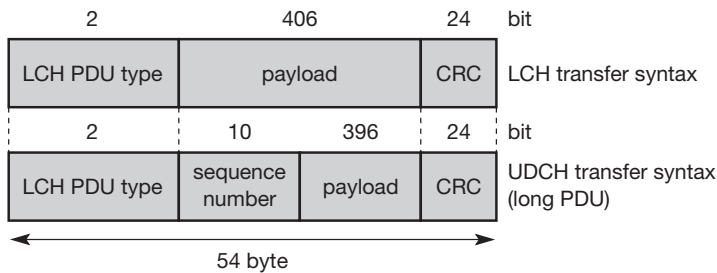 2 406 24 bit
LCH PDU type payload CRC LCH transfer syntax
2 10 396 24 bit
LCH PDU type sequence number payload CRC UDCH transfer syntax (long PDU)
54 byte